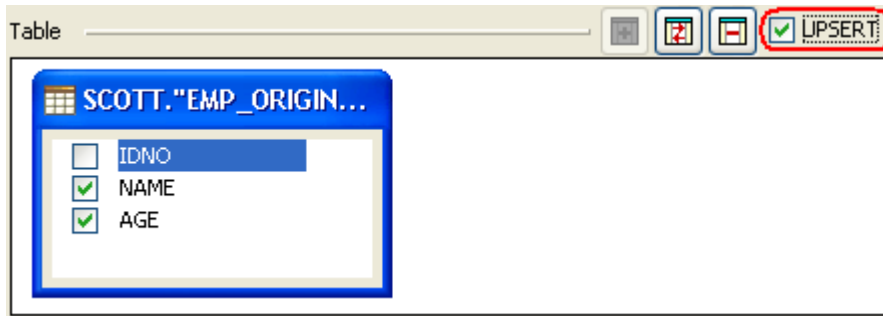 Table
UPSERT
SCOTT."EMP_ORIGIN...
IDNO
NAME
AGE